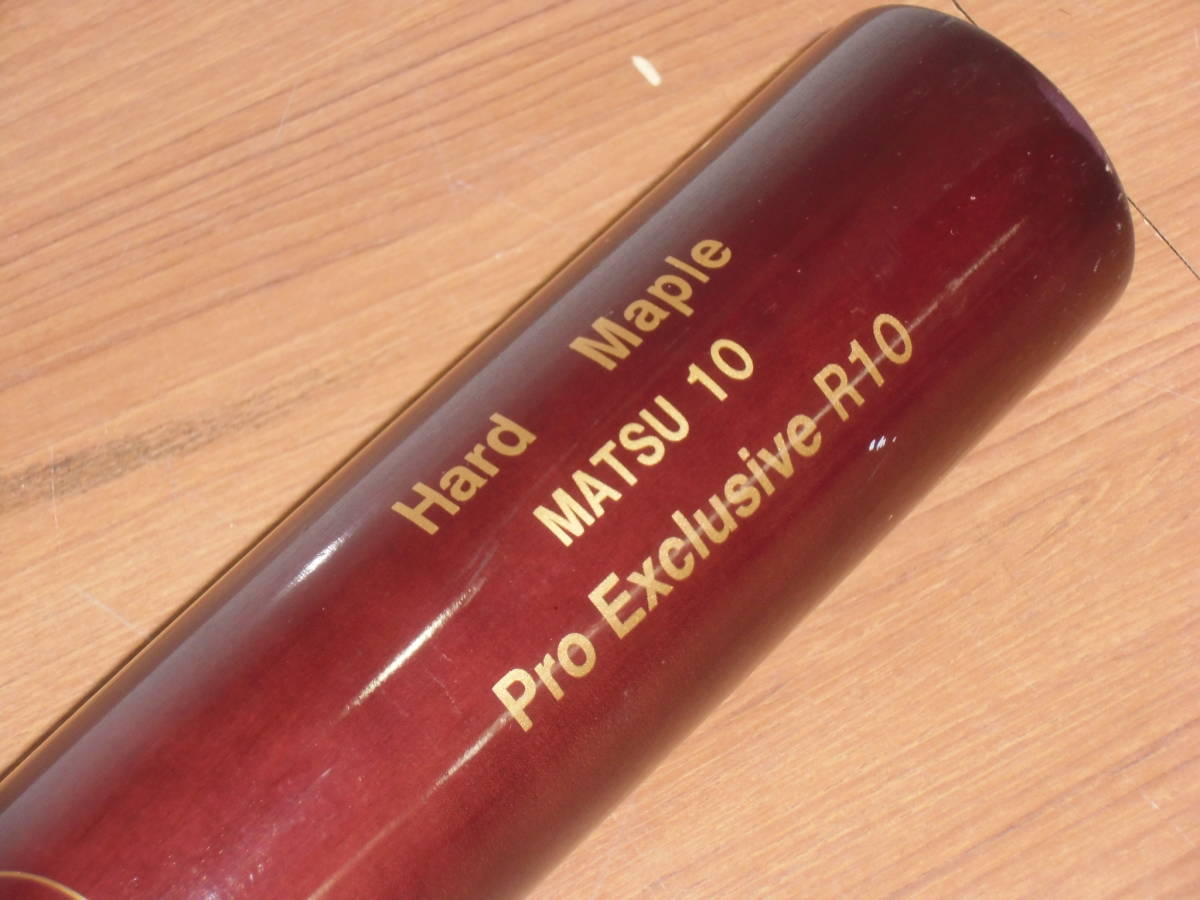 Hard Maple
MATSU 10
Pro Exclusive R10